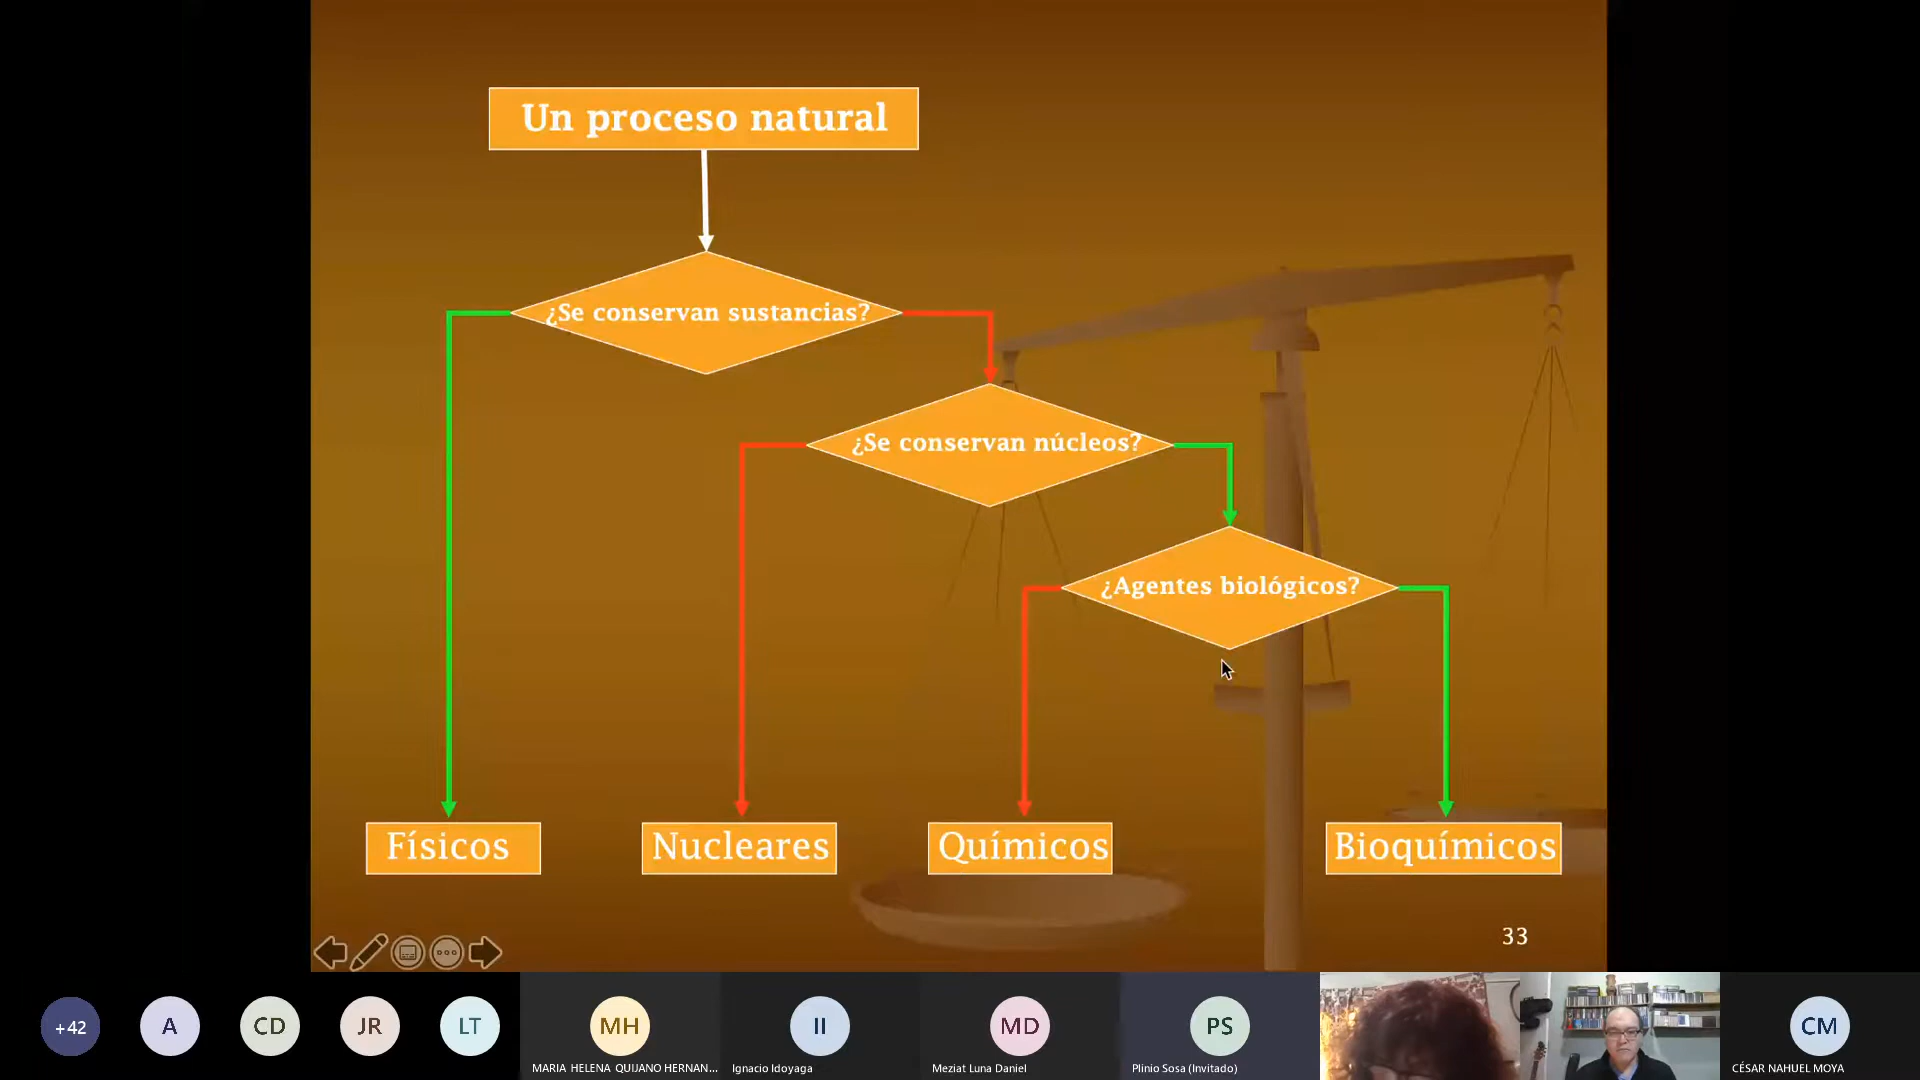 Un proceso natural
¿Se conservan sustancias?
¿Se conservan núcleos?
¿Agentes biológicos?
Físicos
Nucleares
Químicos
Bioquímicos
33
+42
A
CD
JR
LT
MH
II
MD
PS
CM
MARIA HELENA QUIJANO HERNAN...
Ignacio Idoyaga
Meziat Luna Daniel
Plinio Sosa (Invitado)
CÉSAR NAHUEL MOYA